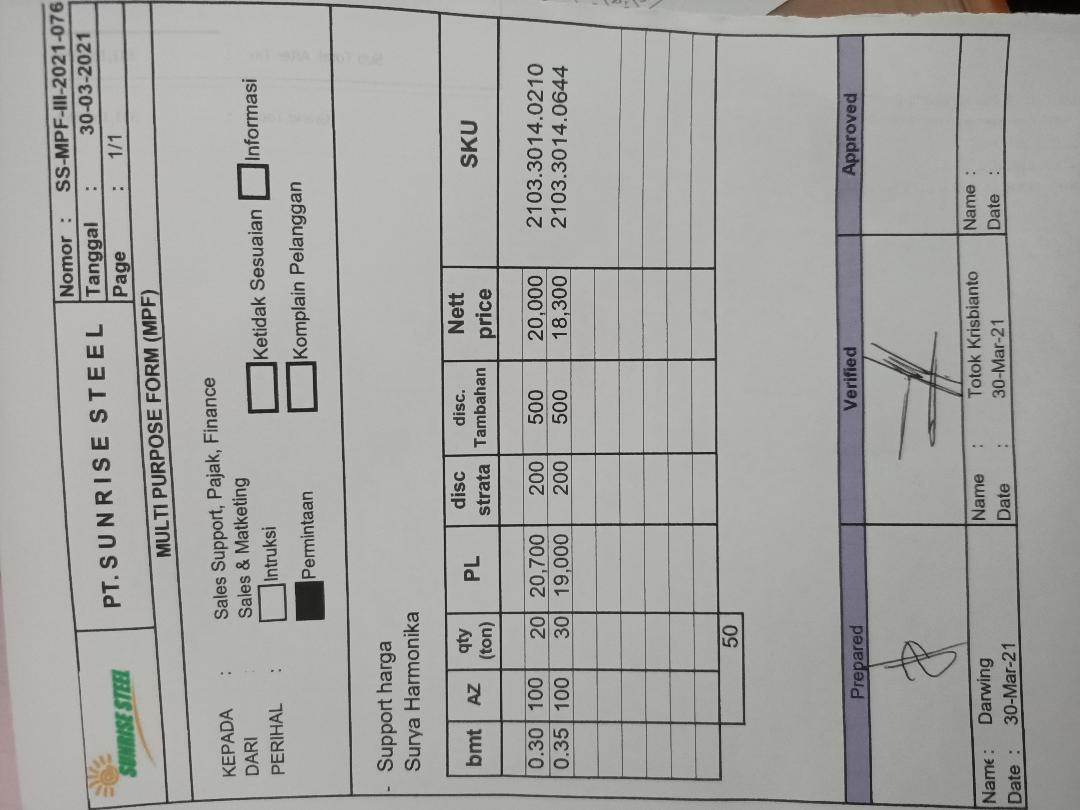 SUNRISE STEEL
PT. SUNRISE STEEL
Nomor : SS-MPF-III-2021-076
Tanggal : 30-03-2021
Page : 1/1
MULTI PURPOSE FORM (MPF)
KEPADA : Sales Support, Pajak, Finance
DARI : Sales & Matketing
PERIHAL : Intruksi Ketidak Sesuaian Informasi
Permintaan Komplain Pelanggan
- Support harga
Surya Harmonika
bmt AZ qty (ton) PL disc strata disc. Tambahan Nett price SKU
0.30 100 20 20,700 200 500 20,000 2103.3014.0210
0.35 100 30 19,000 200 500 18,300 2103.3014.0644
50
Prepared Verified Approved
Name : Darwing Name : Totok Krisbianto Name :
Date : 30-Mar-21 Date : 30-Mar-21 Date :